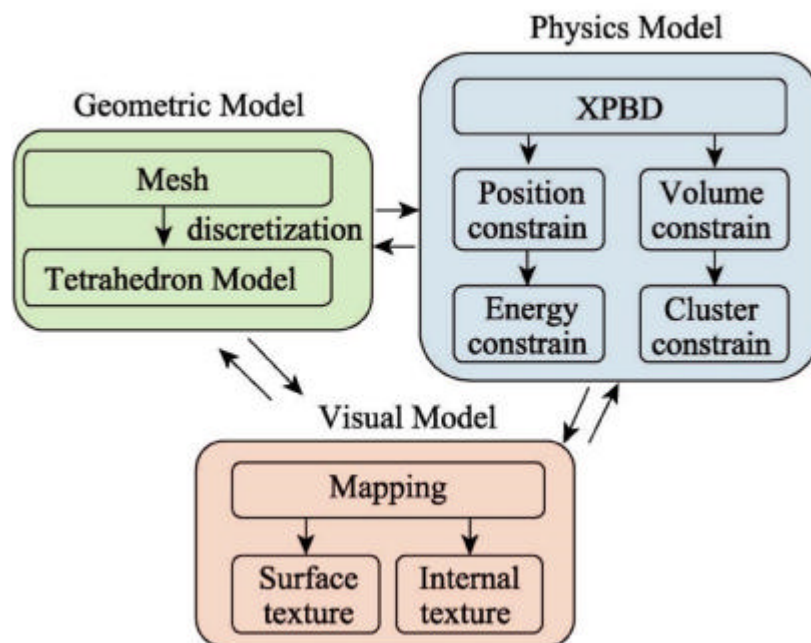 Physics Model
XPBD
Position
constrain
Volume
constrain
Energy
constrain
Cluster
constrain
Geometric Model
Mesh
discretization
Tetrahedron Model
Visual Model
Mapping
Surface
texture
Internal
texture